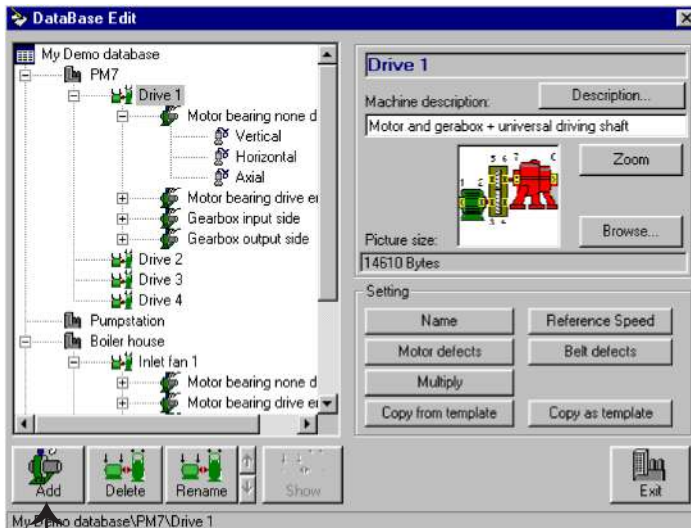 DataBase Edit
My Demo database
PM7
Drive 1
Motor bearing none d
Vertical
Horizontal
Axial
Motor bearing drive er
Gearbox input side
Gearbox output side
Drive 2
Drive 3
Drive 4
Pumpstation
Boiler house
Inlet fan 1
Motor bearing none d
Motor bearing drive er
Drive 1
Machine description:
Description...
Motor and gerabox + universal driving shaft
Zoom
Picture size:
Browse...
14610 Bytes
Setting
Name
Reference Speed
Motor defects
Belt defects
Multiply
Copy from template
Copy as template
Add
Delete
Rename
Show
Exit
My Demo database\PM7\Drive 1